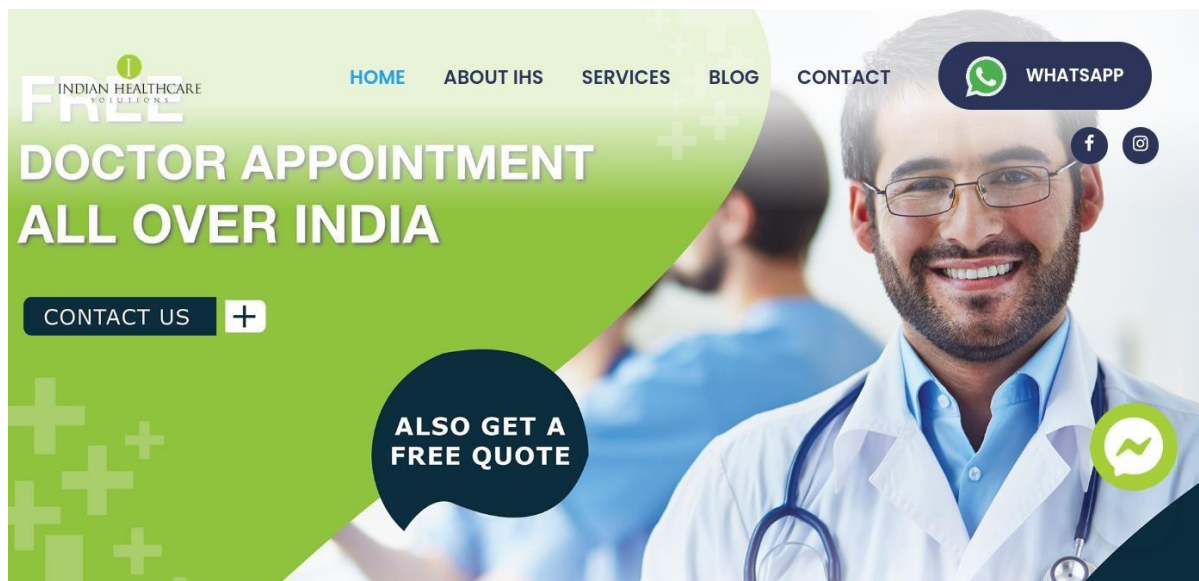 I
INDIAN HEALTHCARE
SOLUTIONS
HOME ABOUT IHS SERVICES BLOG CONTACT
WHATSAPP
f
FREE
DOCTOR APPOINTMENT
ALL OVER INDIA
CONTACT US +
ALSO GET A
FREE QUOTE